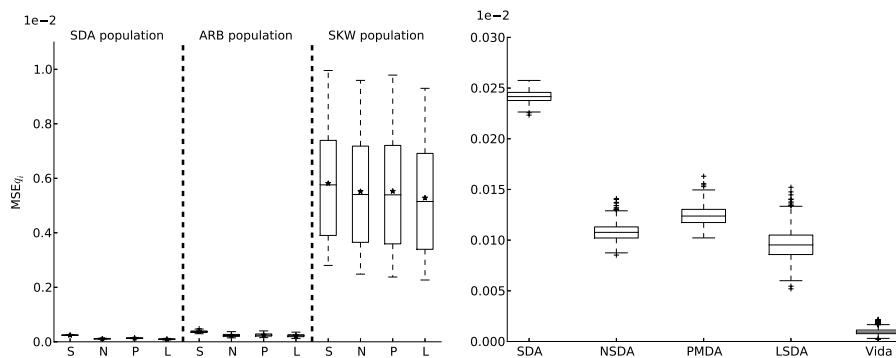 1e−2
SDA population
ARB population
SKW population
1.0
0.8
0.6
0.4
0.2
0.0
MSEqᵢ
S N P L S N P L S N P L
1e−2
0.030
0.025
0.020
0.015
0.010
0.005
0.000
SDA NSDA PMDA LSDA Vida